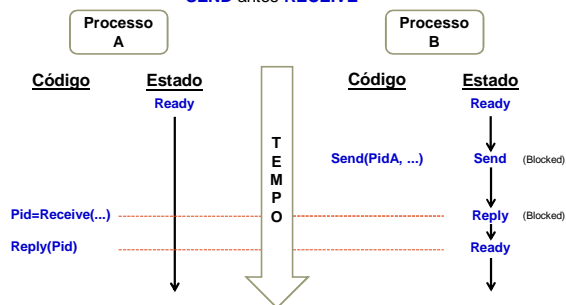 SEND antes RECEIVE
Processo
A
Processo
B
Código Estado
Código Estado
Ready
Ready
T
E
M
P
O
Send(PidA, ...) Send (Blocked)
Pid=Receive(...)
Reply (Blocked)
Reply(Pid)
Ready